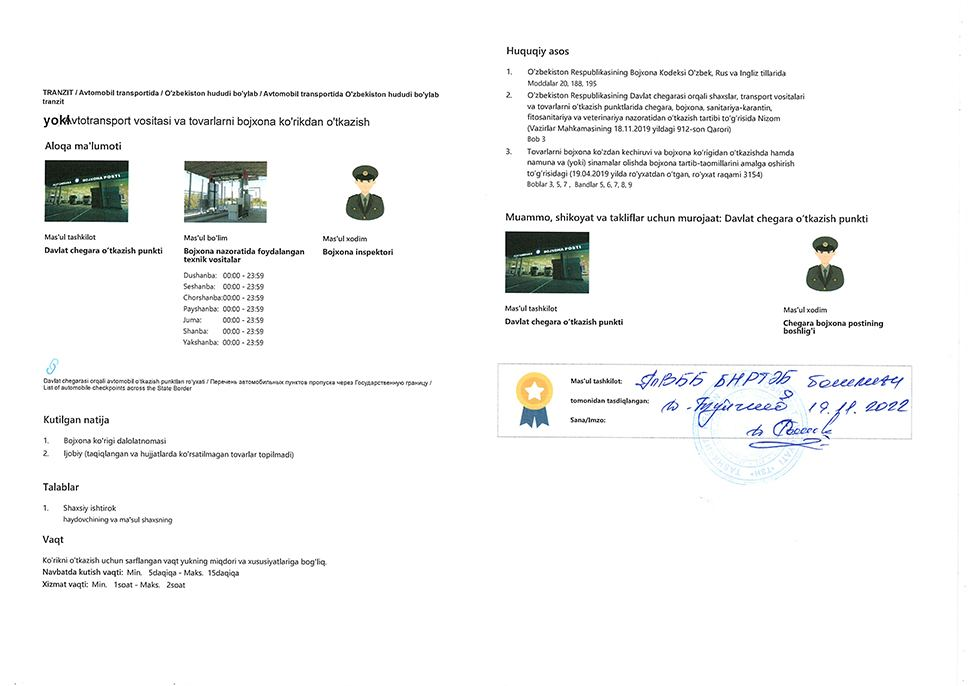 TRANZIT / Avtomobil transportida / O'zbekiston hududi bo'ylab / Avtomobil transportida O'zbekiston hududi bo'ylab
tranzit
yoki Avtotransport vositasi va tovarlarni bojxona ko'rikdan o'tkazish
Aloqa ma'lumoti
BOJXONA POSTI
Mas'ul tashkilot
Davlat chegara o'tkazish punkti
Mas'ul bo'lim
Bojxona nazoratida foydalangan
texnik vositalar
Dushanba: 00:00 - 23:59
Seshanba: 00:00 - 23:59
Chorshanba:00:00 - 23:59
Payshanba: 00:00 - 23:59
Juma: 00:00 - 23:59
Shanba: 00:00 - 23:59
Yakshanba: 00:00 - 23:59
Mas'ul xodim
Bojxona inspektori
Davlat chegarasi orqali avtomobil o'tkazish punktlari ro'yxati / Перечень автомобильных пунктов пропуска через Государственную границу /
List of automobile checkpoints across the State Border
Kutilgan natija
1. Bojxona ko'rigi dalolatnomasi
2. Ijobiy (taqiqlangan va hujjatlarda ko'rsatilmagan tovarlar topilmadi)
Talablar
1. Shaxsiy ishtirok
haydovchining va ma'sul shaxsning
Vaqt
Ko'rikni o'tkazish uchun sarflangan vaqt yukning miqdori va xususiyatlariga bog'liq.
Navbatda kutish vaqti: Min. 5daqiqa - Maks. 15daqiqa
Xizmat vaqti: Min. 1soat - Maks. 2soat
Huquqiy asos
1. O'zbekiston Respublikasining Bojxona Kodeksi O'zbek, Rus va Ingliz tillarida
Moddalar 20, 188, 195
2. O'zbekiston Respublikasining Davlat chegarasi orqali shaxslar, transport vositalari
va tovarlarni o'tkazish punktlarida chegara, bojxona, sanitariya-karantin,
fitosanitariya va veterinariya nazoratidan o'tkazish tartibi to'g'risida Nizom
(Vazirlar Mahkamasining 18.11.2019 yildagi 912-son Qarori)
Bob 3
3. Tovarlarni bojxona ko'zdan kechiruvi va bojxona ko'rigidan o'tkazishda hamda
namuna va (yoki) sinamalar olishda bojxona tartib-taomillarini amalga oshirish
to'g'risidagi (19.04.2019 yilda ro'yxatdan o'tgan, ro'yxat raqami 3154)
Boblar 3, 5, 7 , Bandlar 5, 6, 7, 8, 9
Muammo, shikoyat va takliflar uchun murojaat: Davlat chegara o'tkazish punkti
BOJXONA POSTI
Mas'ul tashkilot
Davlat chegara o'tkazish punkti
Mas'ul xodim
Chegara bojxona postining
boshlig'i
Mas'ul tashkilot:
tomonidan tasdiqlangan:
19.11.2022
Sana/Imzo: